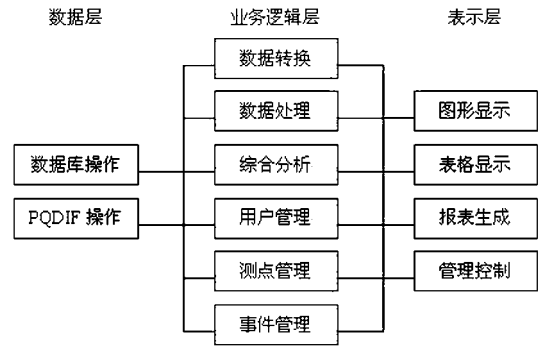 数据层 业务逻辑层 表示层
数据转换
数据处理 图形显示
数据库操作 综合分析 表格显示
PQDIF 操作 用户管理 报表生成
测点管理 管理控制
事件管理